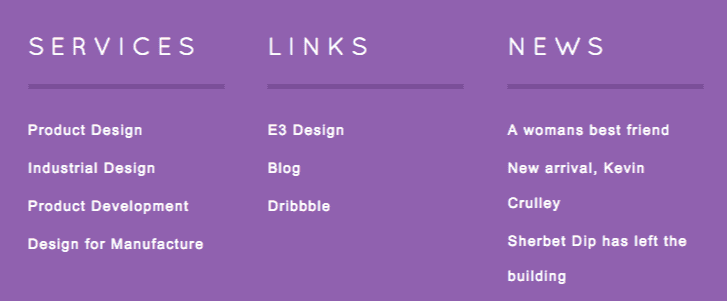 SERVICES
Product Design
Industrial Design
Product Development
Design for Manufacture
LINKS
E3 Design
Blog
Dribbble
NEWS
A womans best friend
New arrival, Kevin
Crulley
Sherbet Dip has left the
building